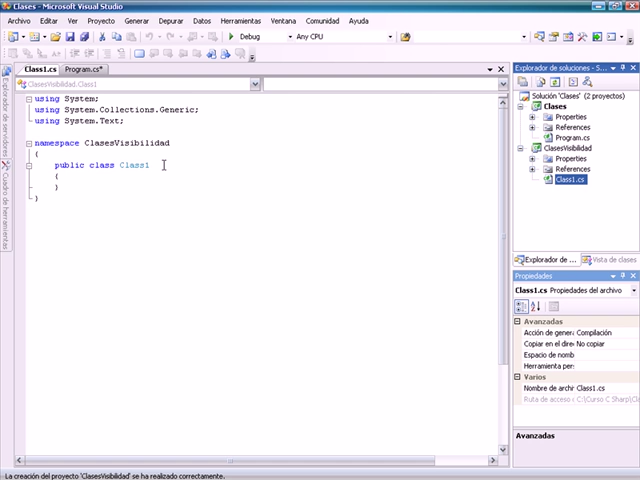 Clases - Microsoft Visual Studio
Archivo Editar Ver Proyecto Generar Depurar Datos Herramientas Ventana Comunidad Ayuda
Debug Any CPU
Class1.cs Program.cs*
ClasesVisibilidad.Class1
using System;
using System.Collections.Generic;
using System.Text;
namespace ClasesVisibilidad
{
public class Class1
{
}
}
Explorador de servidores
Cuadro de herramientas
Explorador de soluciones - S...
Solución 'Clases' (2 proyectos)
Clases
Properties
References
Program.cs
ClasesVisibilidad
Properties
References
Class1.cs
Explorador de ... Vista de clases
Propiedades
Class1.cs Propiedades del archivo
Avanzadas
Acción de genera Compilación
Copiar en el direc No copiar
Espacio de nomb
Herramienta pers
Varios
Nombre de archi Class1.cs
Ruta de acceso C:\Curso C Sharp\Cla
Avanzadas
La creación del proyecto 'ClasesVisibilidad' se ha realizado correctamente.